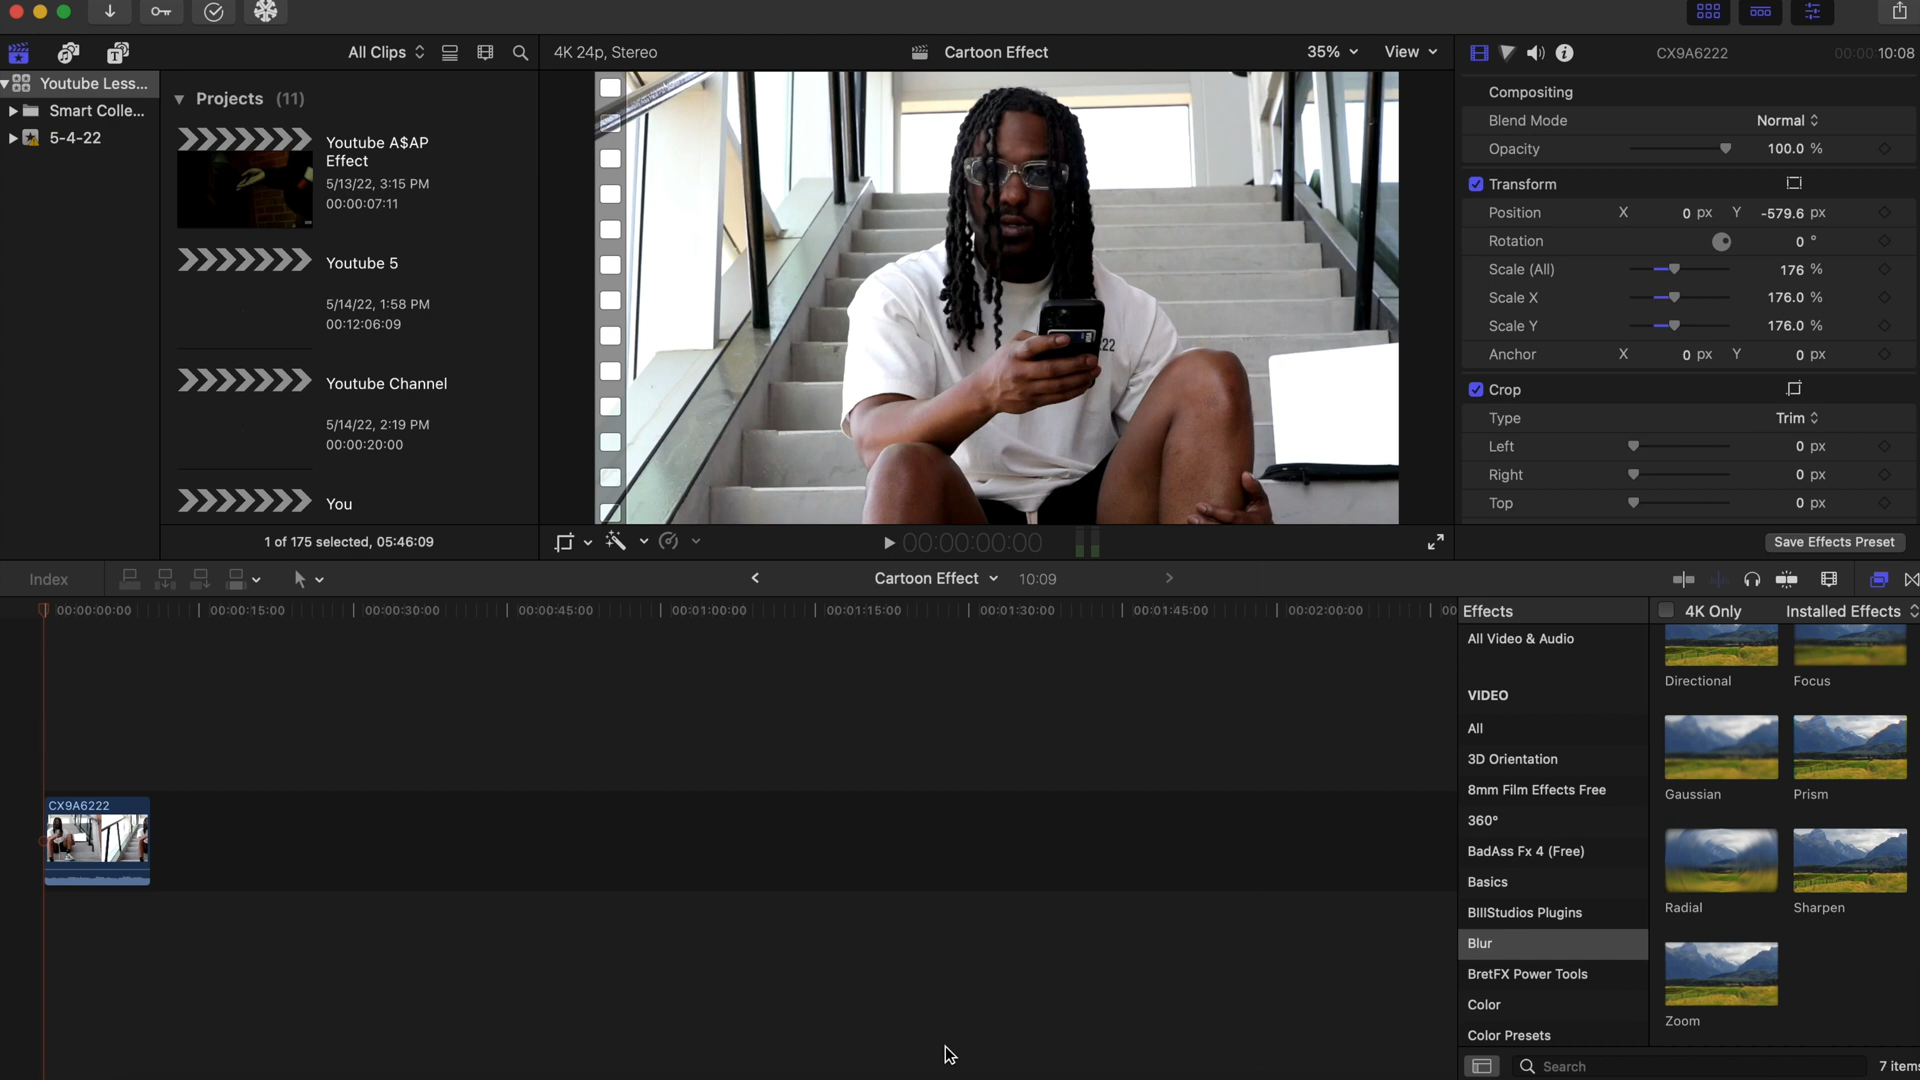 All Clips
4K 24p, Stereo
Cartoon Effect
35%
View
CX9A6222
00:00:10:08
Youtube Less...
Smart Colle...
5-4-22
Projects (11)
Youtube A$AP
Effect
5/13/22, 3:15 PM
00:00:07:11
Youtube 5
5/14/22, 1:58 PM
00:12:06:09
Youtube Channel
5/14/22, 2:19 PM
00:00:20:00
You
1 of 175 selected, 05:46:09
22
00:00:00:00
Compositing
Blend Mode Normal
Opacity 100.0 %
Transform
Position X 0 px Y -579.6 px
Rotation 0 °
Scale (All) 176 %
Scale X 176.0 %
Scale Y 176.0 %
Anchor X 0 px Y 0 px
Crop
Type Trim
Left 0 px
Right 0 px
Top 0 px
Save Effects Preset
Index
Cartoon Effect 10:09
00:00:00:00 00:00:15:00 00:00:30:00 00:00:45:00 00:01:00:00 00:01:15:00 00:01:30:00 00:01:45:00 00:02:00:00 00
CX9A6222
Effects
4K Only
Installed Effects
All Video & Audio
VIDEO
All
3D Orientation
8mm Film Effects Free
360°
BadAss Fx 4 (Free)
Basics
BIIIStudios Plugins
Blur
BretFX Power Tools
Color
Color Presets
Directional
Focus
Gaussian
Prism
Radial
Sharpen
Zoom
Search
7 items